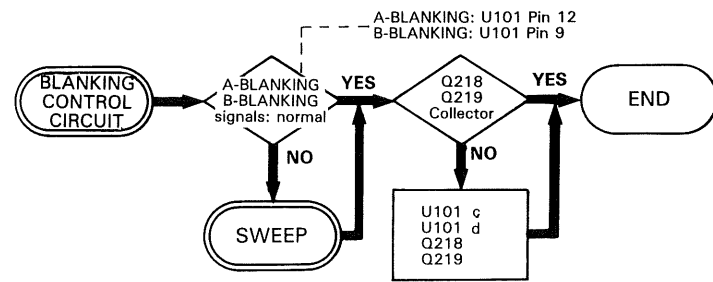 A-BLANKING: U101 Pin 12
B-BLANKING: U101 Pin 9
BLANKING
CONTROL
CIRCUIT
A-BLANKING
B-BLANKING
signals: normal
YES
NO
SWEEP
Q218
Q219
Collector
YES
NO
U101 c
U101 d
Q218
Q219
END